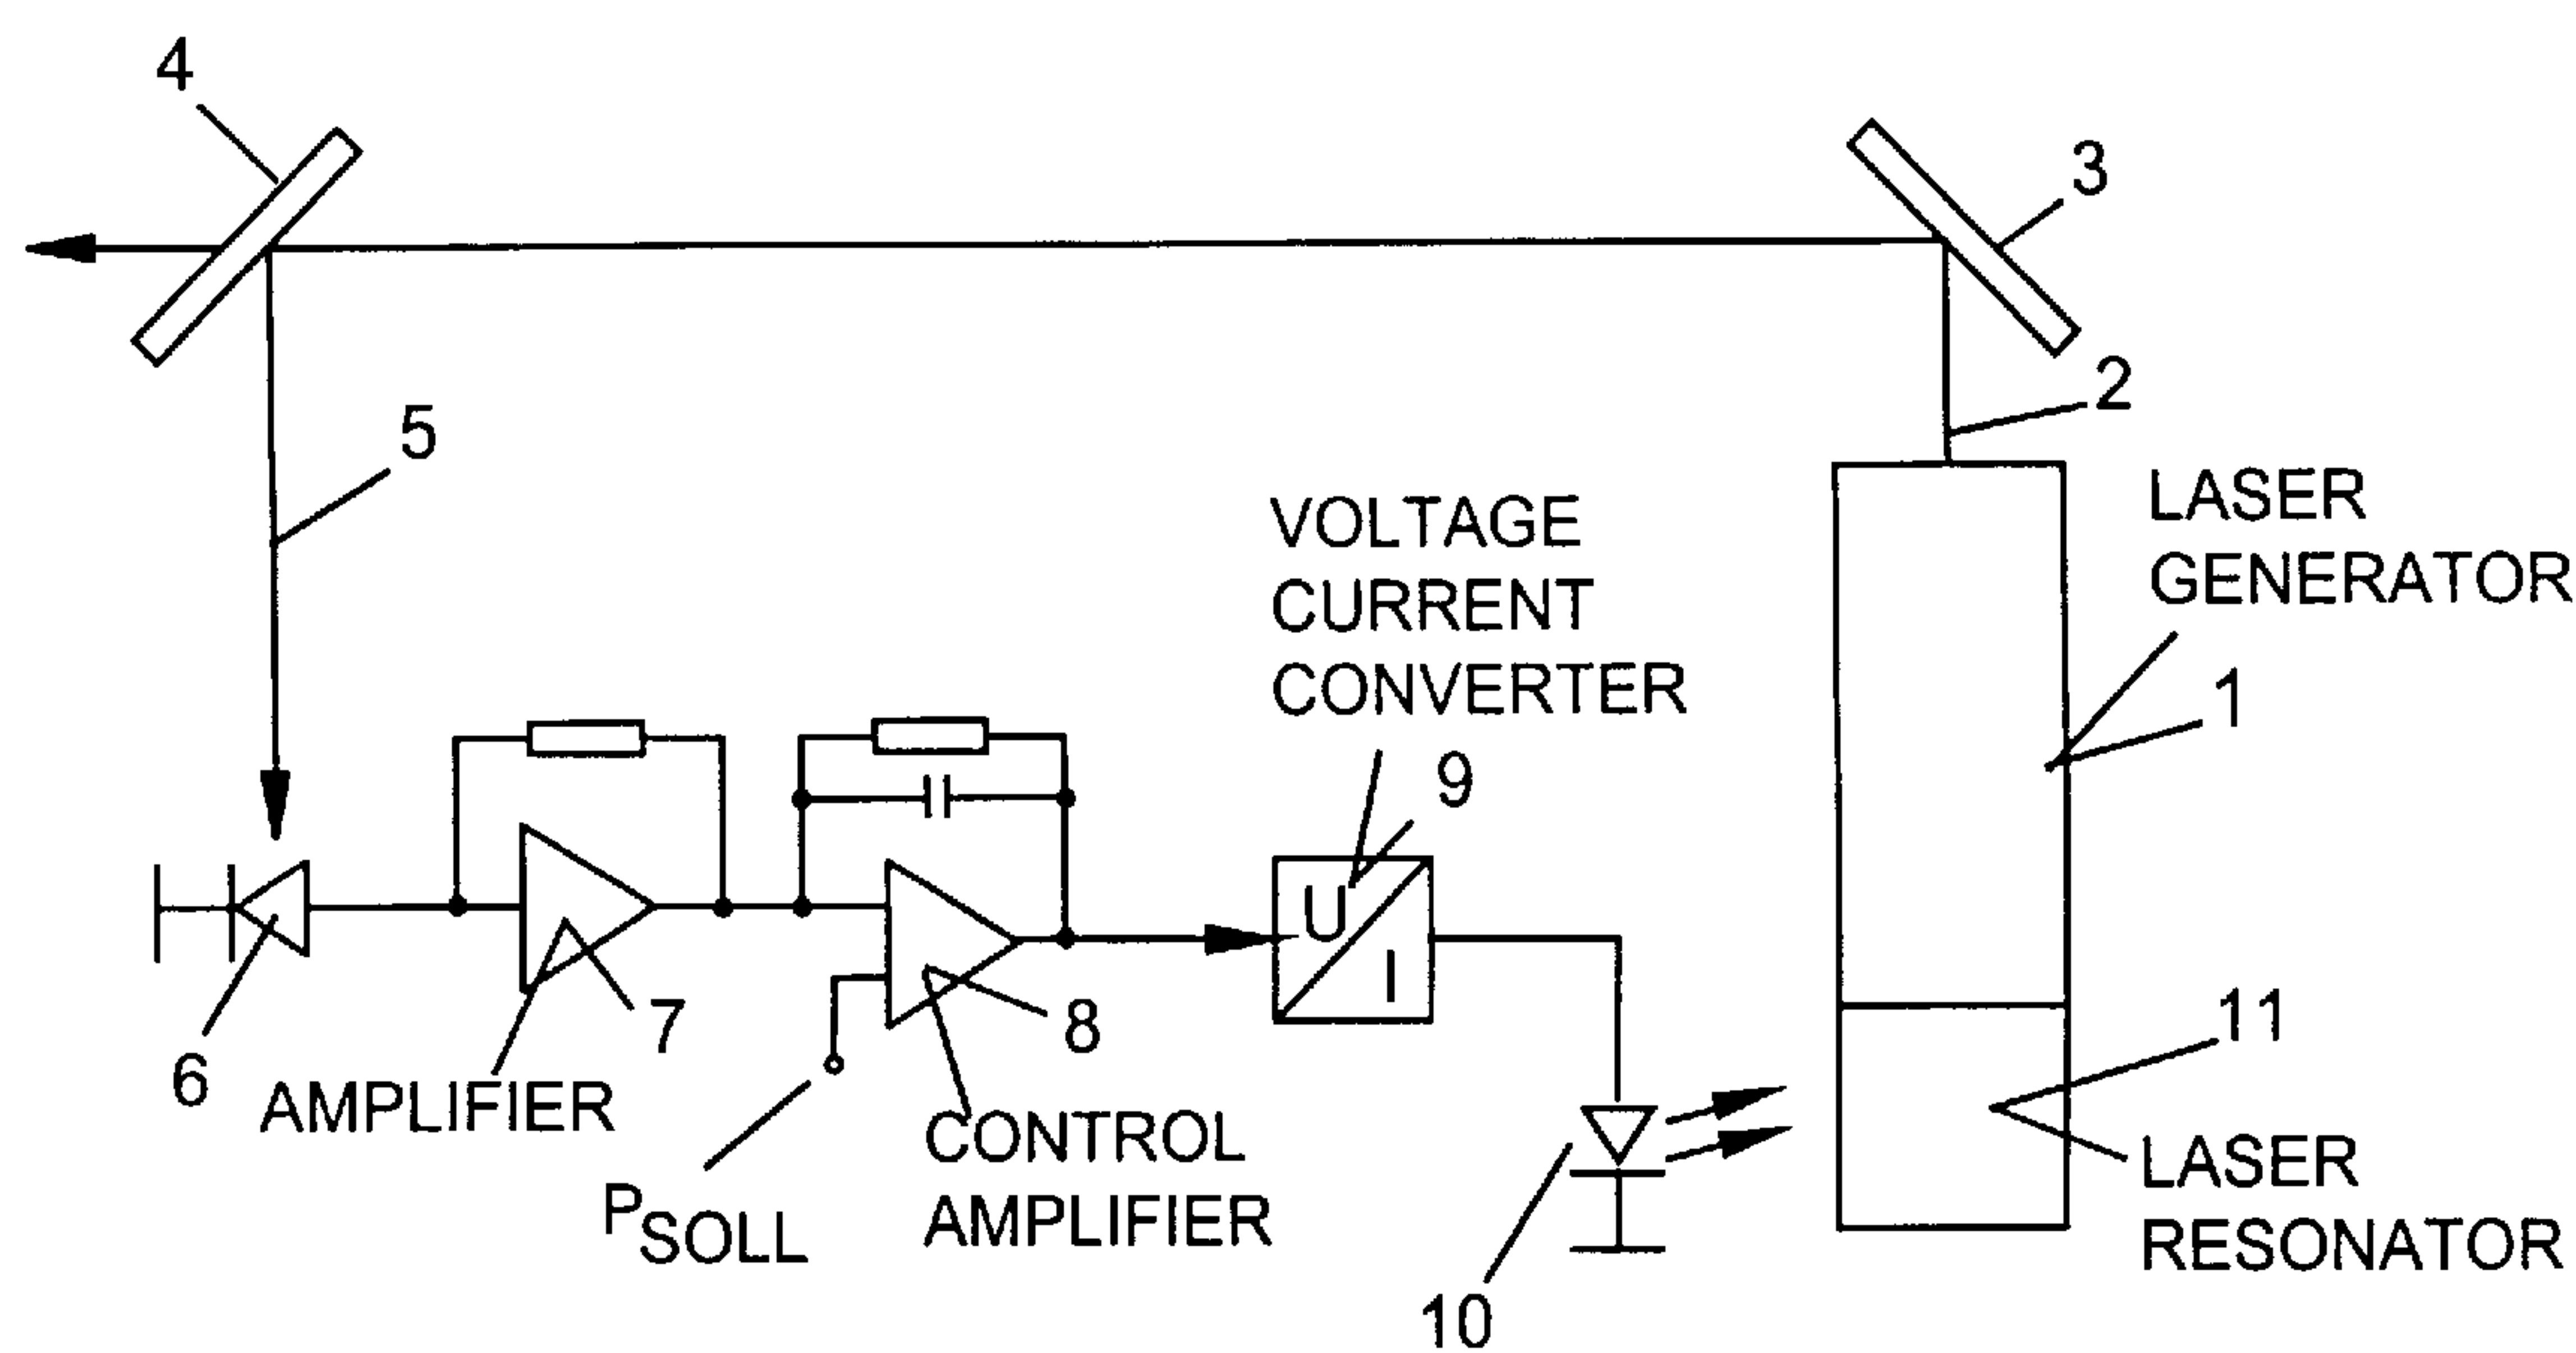 4
3
2
5
LASER
GENERATOR
VOLTAGE
CURRENT
CONVERTER
1
9
U
I
7
8
6
AMPLIFIER
11
CONTROL
AMPLIFIER
PSOLL
LASER
RESONATOR
10